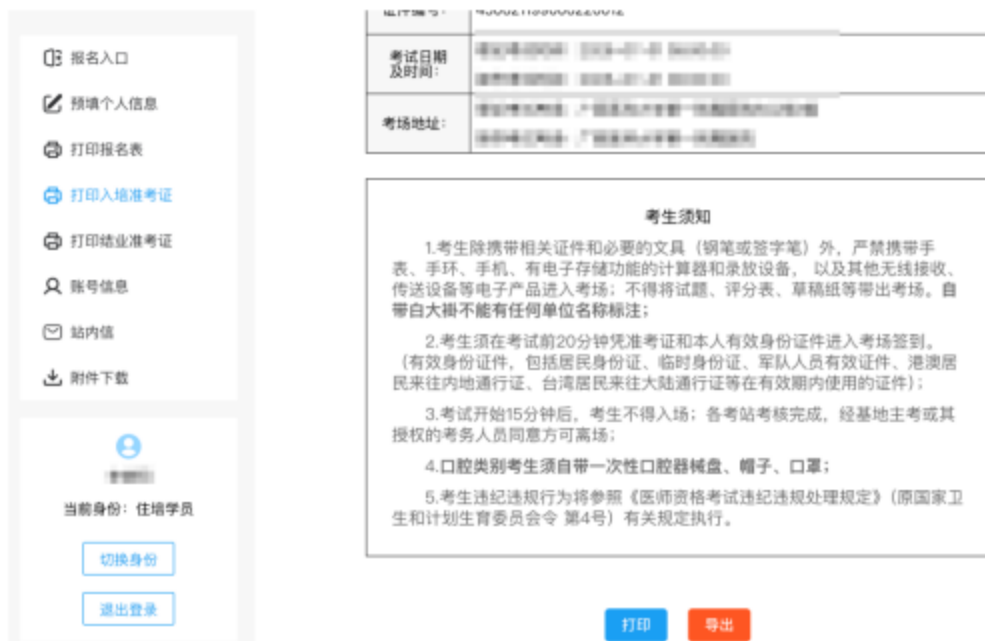 报名入口
预填个人信息
打印报名表
打印入培准考证
打印结业准考证
账号信息
站内信
附件下载
当前身份：住培学员
切换身份
退出登录
证件编号：
考试日期
及时间：
考场地址：
考生须知
1.考生除携带相关证件和必要的文具（钢笔或签字笔）外，严禁携带手
表、手环、手机、有电子存储功能的计算器和录放设备， 以及其他无线接收、
传送设备等电子产品进入考场；不得将试题、评分表、草稿纸等带出考场。自
带白大褂不能有任何单位名称标注；
2.考生须在考试前20分钟凭准考证和本人有效身份证件进入考场签到。
（有效身份证件，包括居民身份证、临时身份证、军队人员有效证件、港澳居
民来往内地通行证、台湾居民来往大陆通行证等在有效期内使用的证件）；
3.考试开始15分钟后，考生不得入场；各考站考核完成，经基地主考或其
授权的考务人员同意方可离场；
4.口腔类别考生须自带一次性口腔器械盘、帽子、口罩；
5.考生违纪违规行为将参照《医师资格考试违纪违规处理规定》（原国家卫
生和计划生育委员会令 第4号）有关规定执行。
打印
导出